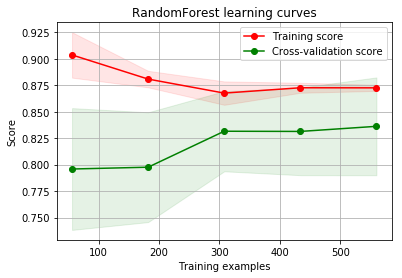 RandomForest learning curves
Training score
Cross-validation score
0.925
0.900
0.875
0.850
0.825
0.800
0.775
0.750
Score
100
200
300
400
500
Training examples